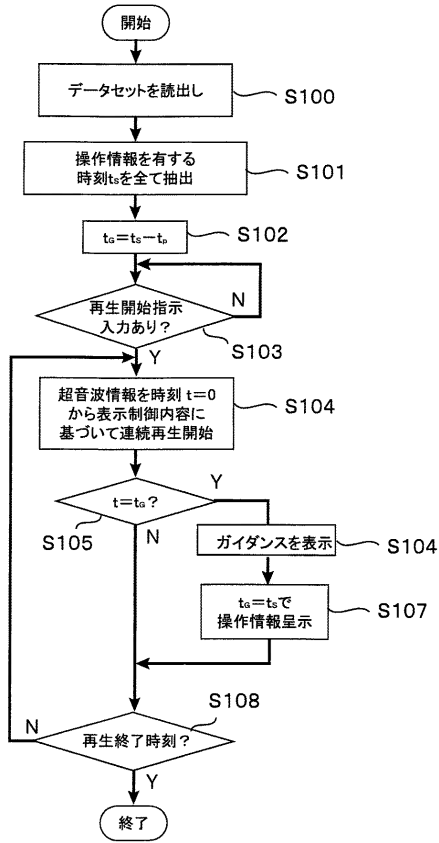 開始
データセットを読出し
S100
操作情報を有する
時刻tsを全て抽出
S101
tG=tS-tp
S102
再生開始指示
入力あり?
N
S103
Y
超音波情報を時刻 t=0
から表示制御内容に
基づいて連続再生開始
S104
t=tG?
Y
S105
N
ガイダンスを表示
S104
tG=tSで
操作情報呈示
S107
S108
再生終了時刻?
N
Y
終了